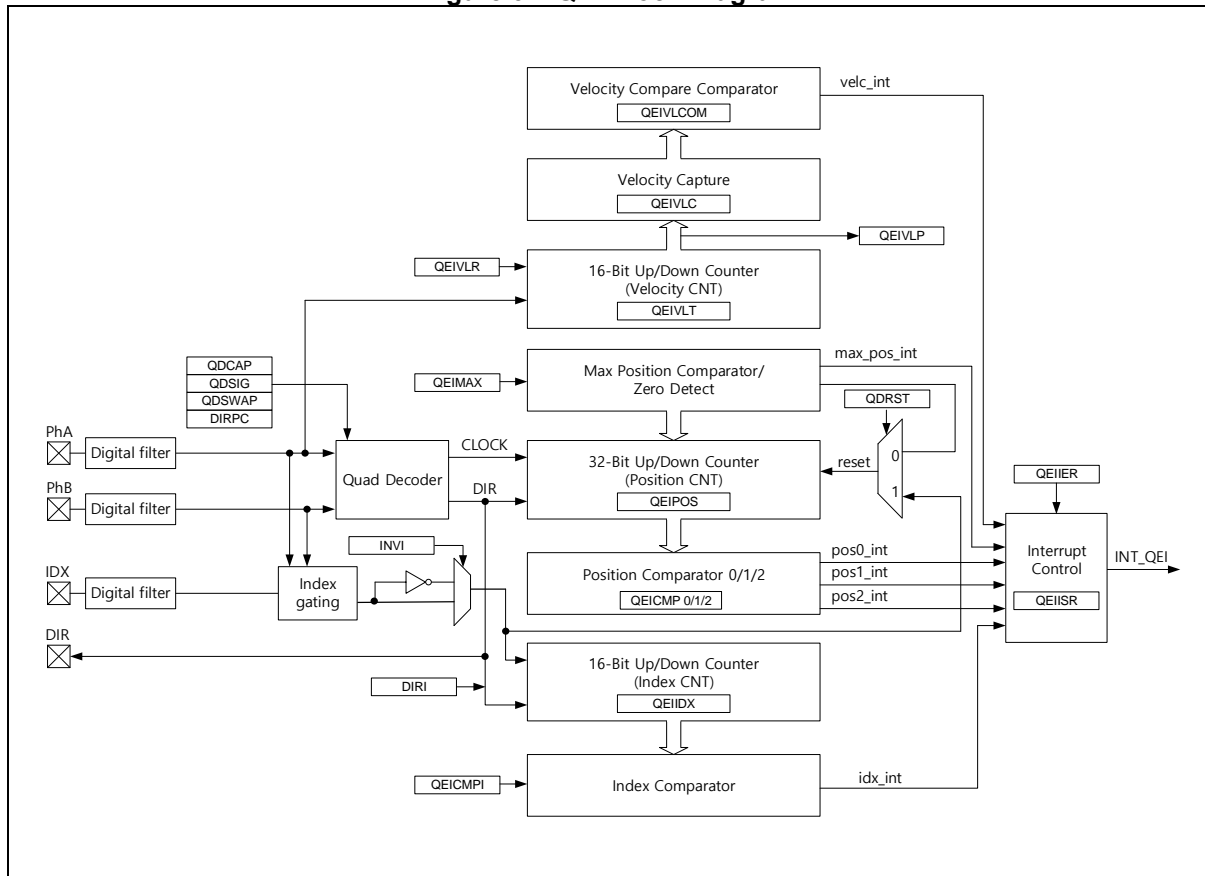 Velocity Compare Comparator
QEIVLCOM
velc_int
Velocity Capture
QEIVLC
QEIVLP
QEIVLR
16-Bit Up/Down Counter
(Velocity CNT)
QEIVLT
QDCAP
QDSIG
QDSWAP
DIRPC
QEIMAX
Max Position Comparator/
Zero Detect
max_pos_int
QDRST
PhA
Digital filter
Quad Decoder
CLOCK
DIR
32-Bit Up/Down Counter
(Position CNT)
QEIPOS
reset
0
1
QEIIER
PhB
Digital filter
INVI
Position Comparator 0/1/2
QEICMP 0/1/2
pos0_int
pos1_int
pos2_int
Interrupt
Control
QEIISR
INT_QEI
IDX
Digital filter
Index
gating
DIR
DIRI
16-Bit Up/Down Counter
(Index CNT)
QEIIDX
QEICMPI
Index Comparator
idx_int